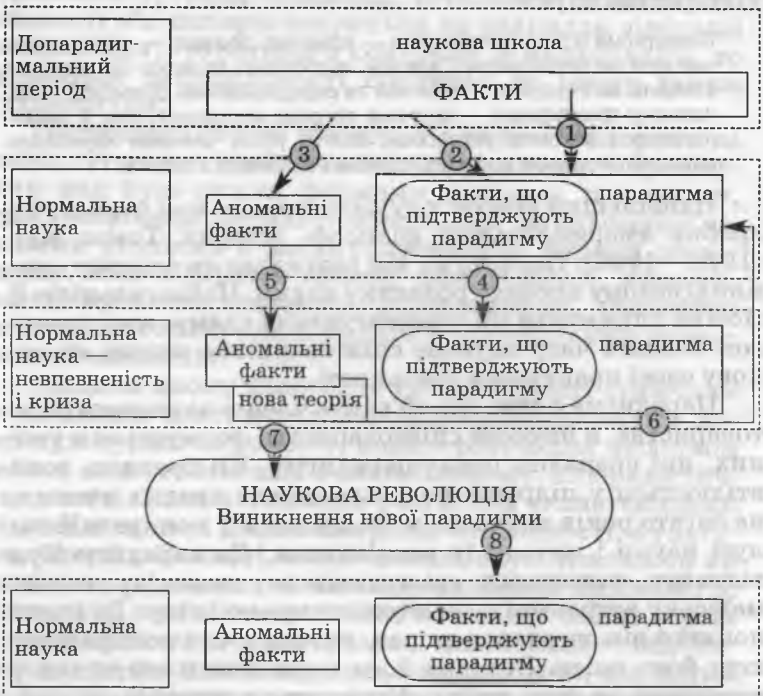 Допарадиг-
мальний
період
наукова школа
ФАКТИ
1
2
3
Нормальна
наука
Аномальні
факти
Факти, що
підтверджують
парадигму
парадигма
5
4
Нормальна
наука
невпевненість
і криза
Аномальні
факти
нова теорія
Факти, що
підтверджують
парадигму
парадигма
6
7
НАУКОВА РЕВОЛЮЦІЯ
Виникнення нової парадигми
8
Нормальна
наука
Аномальні
факти
Факти, що
підтверджують
парадигму
парадигма